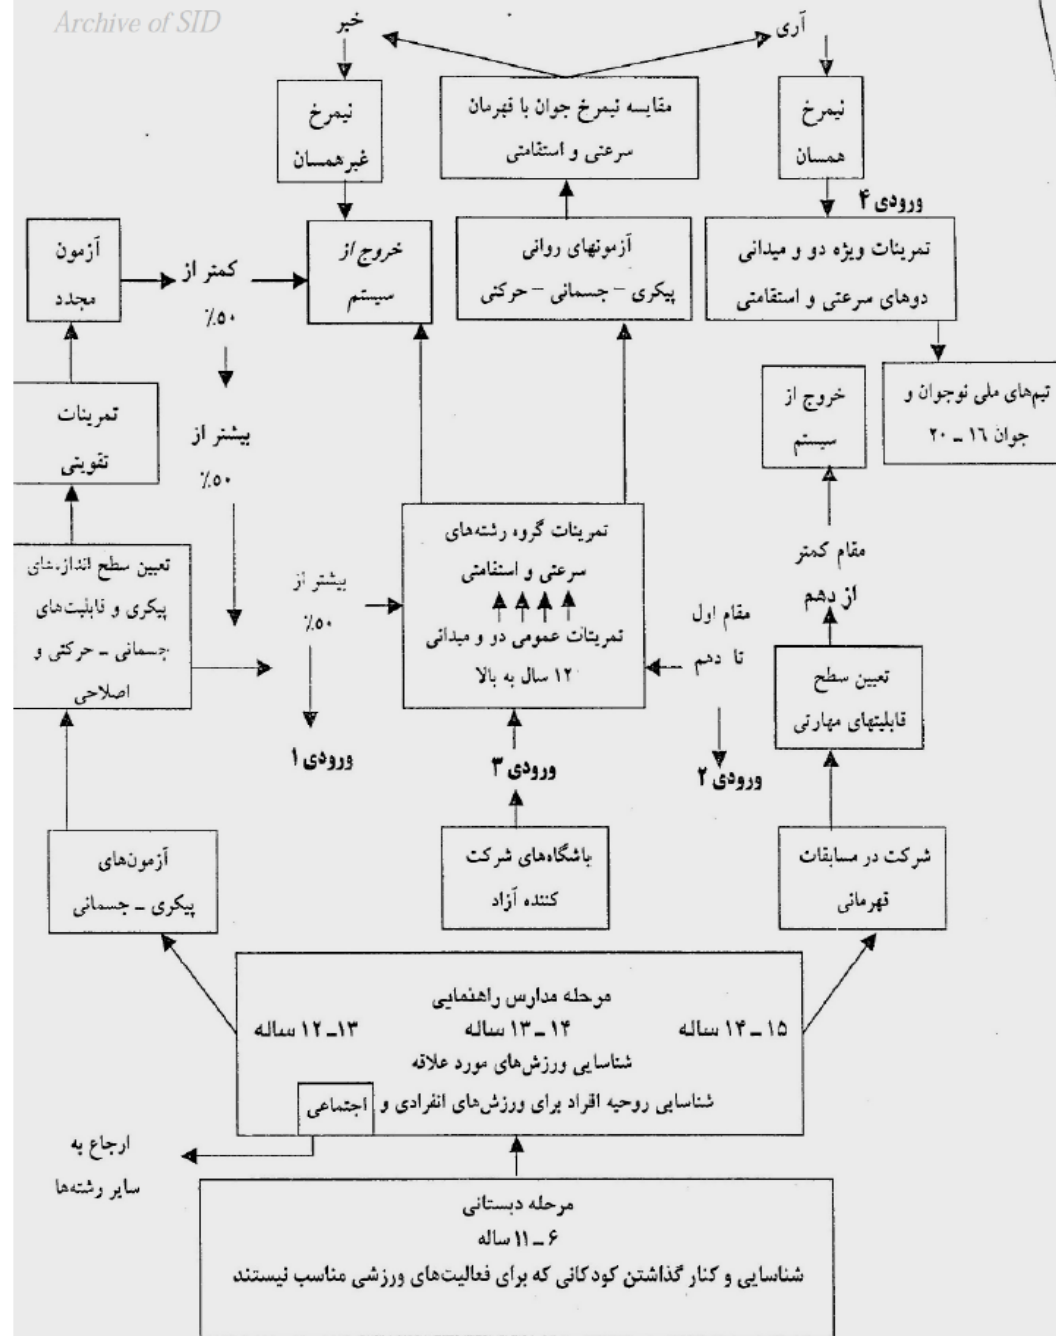 Archive of SID
خیر
آری
نیمرخ
غیرهمسان
مقایسه نیمرخ جوان با قهرمان
سرعتی و استقامتی
نیمرخ
همسان
ورودی ۴
آزمون
مجدد
کمتر از
٪۵۰
خروج از
سیستم
آزمونهای روانی
پیکری – جسمانی – حرکتی
تمرینات ویژه دو و میدانی
دوهای سرعتی و استقامتی
تمرینات
تقویتی
بیشتر از
٪۵۰
خروج از
سیستم
تیم‌های ملی نوجوان و
جوان ۱۶ – ۲۰
تعیین سطح اندازه‌های
پیکری و قابلیت‌های
جسمانی – حرکتی و
اصلاحی
بیشتر از
٪۵۰
تمرینات گروه رشته‌های
سرعتی و استقامتی
تمرینات عمومی دو و میدانی
۱۲ سال به بالا
مقام اول
تا دهم
مقام کمتر
از دهم
تعیین سطح
قابلیتهای مهارتی
ورودی ۱
ورودی ۳
ورودی ۲
آزمون‌های
پیکری – جسمانی
باشگاه‌های شرکت
کننده آزاد
شرکت در مسابقات
قهرمانی
مرحله مدارس راهنمایی
۱۵ – ۱۴ ساله
۱۴ – ۱۳ ساله
۱۳–۱۲ ساله
شناسایی ورزش‌های مورد علاقه
شناسایی روحیه افراد برای ورزش‌های انفرادی و اجتماعی
ارجاع به
سایر رشته‌ها
مرحله دبستانی
۶ – ۱۱ ساله
شناسایی و کنار گذاشتن کودکانی که برای فعالیت‌های ورزشی مناسب نیستند